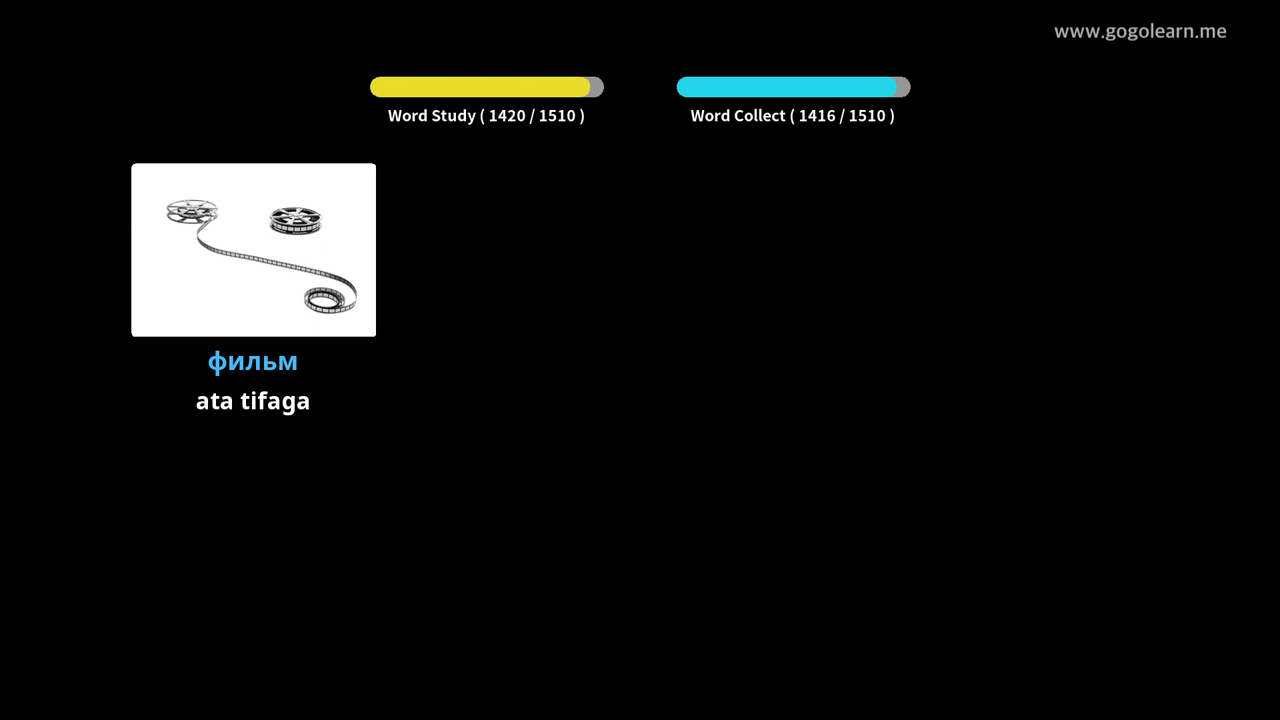 www.gogolearn.me
Word Study ( 1420 / 1510 )
Word Collect ( 1416 / 1510 )
фильм
ata tifaga